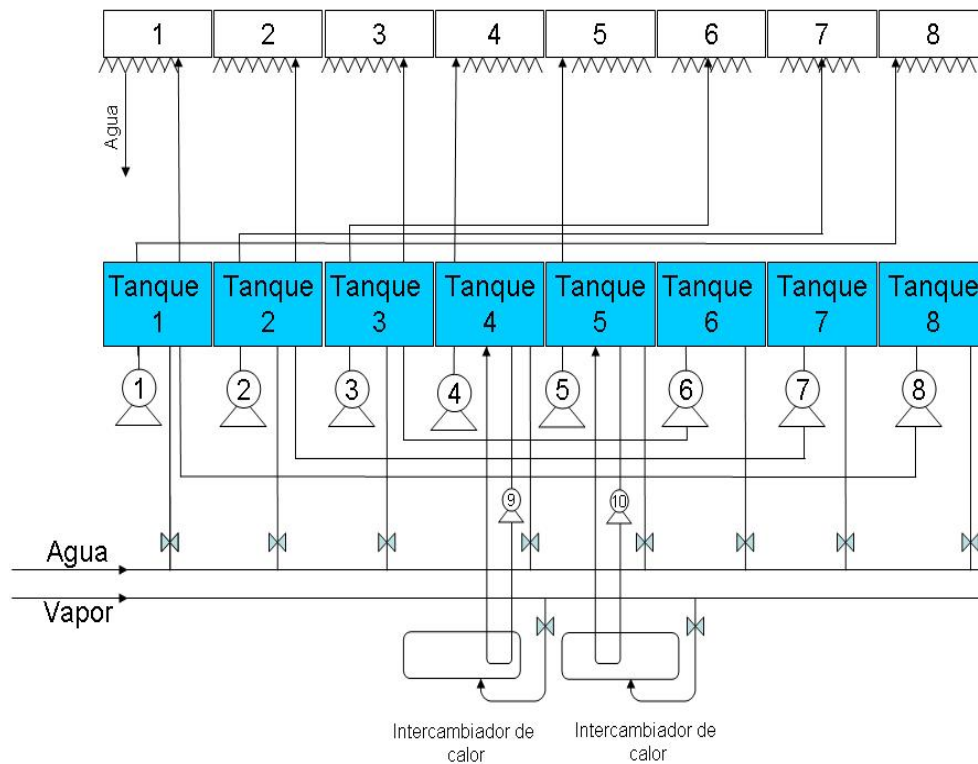 1 2 3 4 5 6 7 8
Agua
Tanque Tanque Tanque Tanque Tanque Tanque Tanque Tanque
1 2 3 4 5 6 7 8
1 2 3 4 5 6 7 8
9 10
Agua
Vapor
Intercambiador de Intercambiador de
calor calor